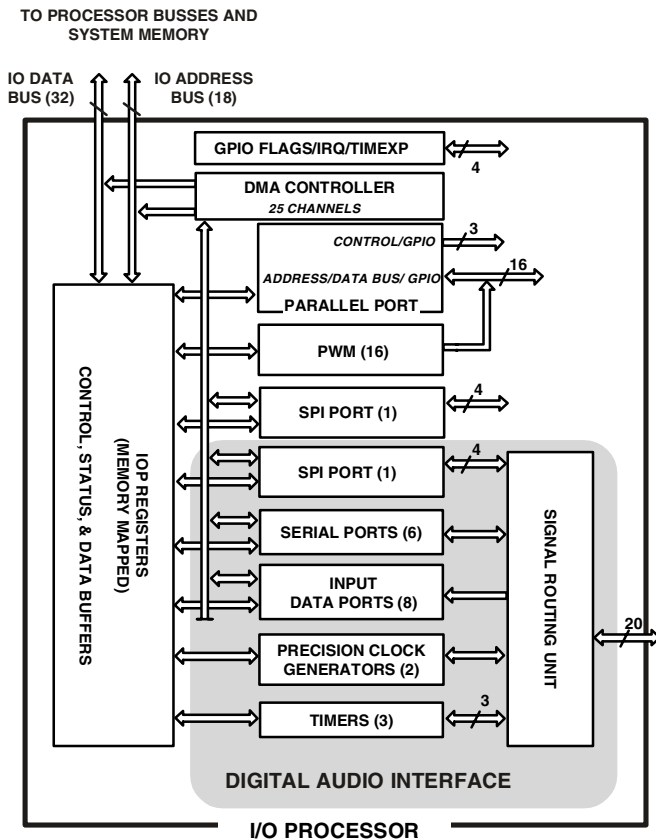 TO PROCESSOR BUSSES AND
SYSTEM MEMORY
IO DATA
BUS (32)
IO ADDRESS
BUS (18)
GPIO FLAGS/IRQ/TIMEXP
4
DMA CONTROLLER
25 CHANNELS
CONTROL/GPIO
3
ADDRESS/DATA BUS/ GPIO
16
PARALLEL PORT
PWM (16)
SPI PORT (1)
4
SPI PORT (1)
4
SERIAL PORTS (6)
INPUT
DATA PORTS (8)
PRECISION CLOCK
GENERATORS (2)
TIMERS (3)
3
IOP REGISTERS
(MEMORY MAPPED)
CONTROL, STATUS, & DATA BUFFERS
SIGNAL ROUTING UNIT
20
DIGITAL AUDIO INTERFACE
I/O PROCESSOR